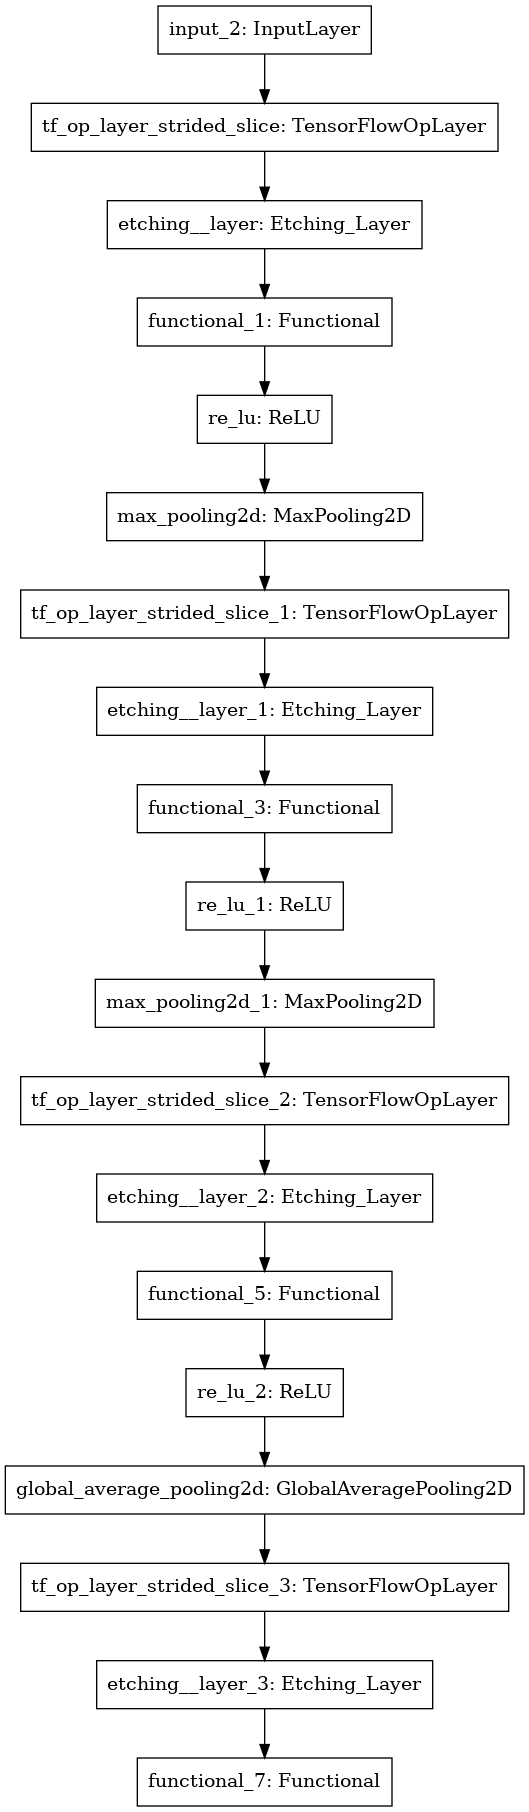 input_2: InputLayer
tf_op_layer_strided_slice: TensorFlowOpLayer
etching__layer: Etching_Layer
functional_1: Functional
re_lu: ReLU
max_pooling2d: MaxPooling2D
tf_op_layer_strided_slice_1: TensorFlowOpLayer
etching__layer_1: Etching_Layer
functional_3: Functional
re_lu_1: ReLU
max_pooling2d_1: MaxPooling2D
tf_op_layer_strided_slice_2: TensorFlowOpLayer
etching__layer_2: Etching_Layer
functional_5: Functional
re_lu_2: ReLU
global_average_pooling2d: GlobalAveragePooling2D
tf_op_layer_strided_slice_3: TensorFlowOpLayer
etching__layer_3: Etching_Layer
functional_7: Functional